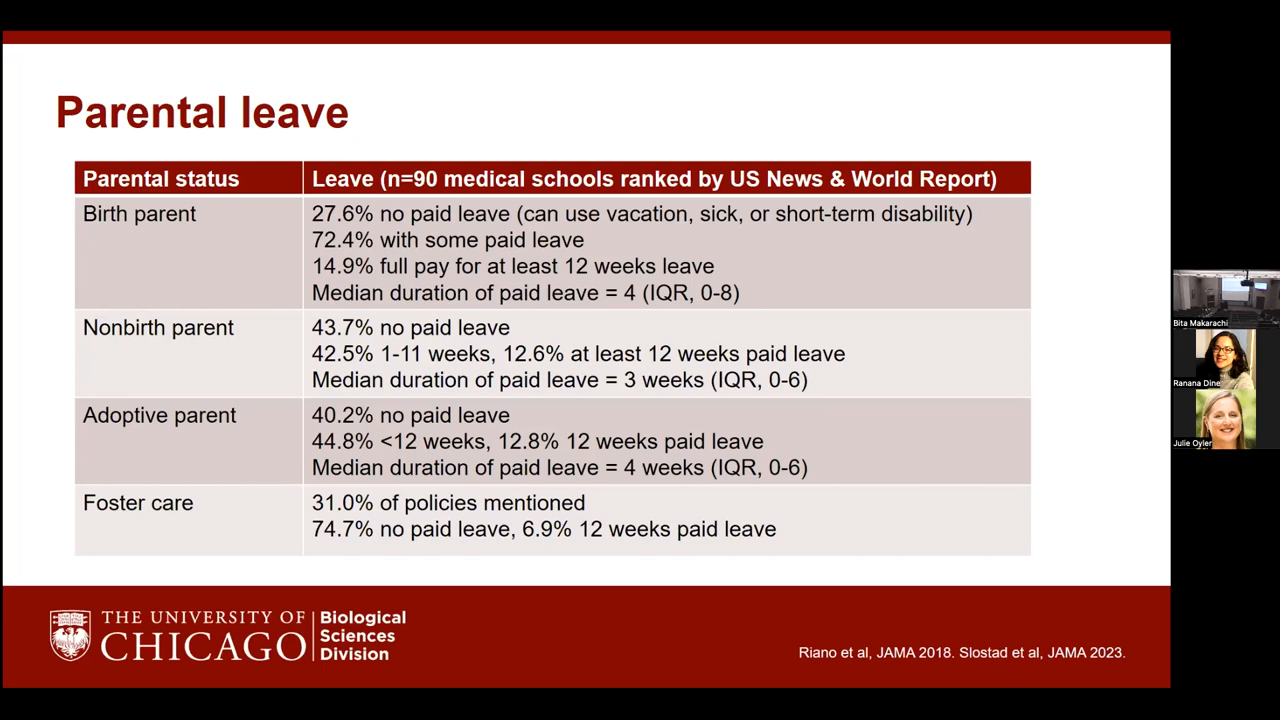 Parental leave
Parental status
Leave (n=90 medical schools ranked by US News & World Report)
Birth parent
27.6% no paid leave (can use vacation, sick, or short-term disability)
72.4% with some paid leave
14.9% full pay for at least 12 weeks leave
Median duration of paid leave = 4 (IQR, 0-8)
Nonbirth parent
43.7% no paid leave
42.5% 1-11 weeks, 12.6% at least 12 weeks paid leave
Median duration of paid leave = 3 weeks (IQR, 0-6)
Adoptive parent
40.2% no paid leave
44.8% <12 weeks, 12.8% 12 weeks paid leave
Median duration of paid leave = 4 weeks (IQR, 0-6)
Foster care
31.0% of policies mentioned
74.7% no paid leave, 6.9% 12 weeks paid leave
THE UNIVERSITY OF
CHICAGO
Biological
Sciences
Division
Riano et al, JAMA 2018. Slostad et al, JAMA 2023.
Bita Makarachi
Ranana Dine
Julie Oyler